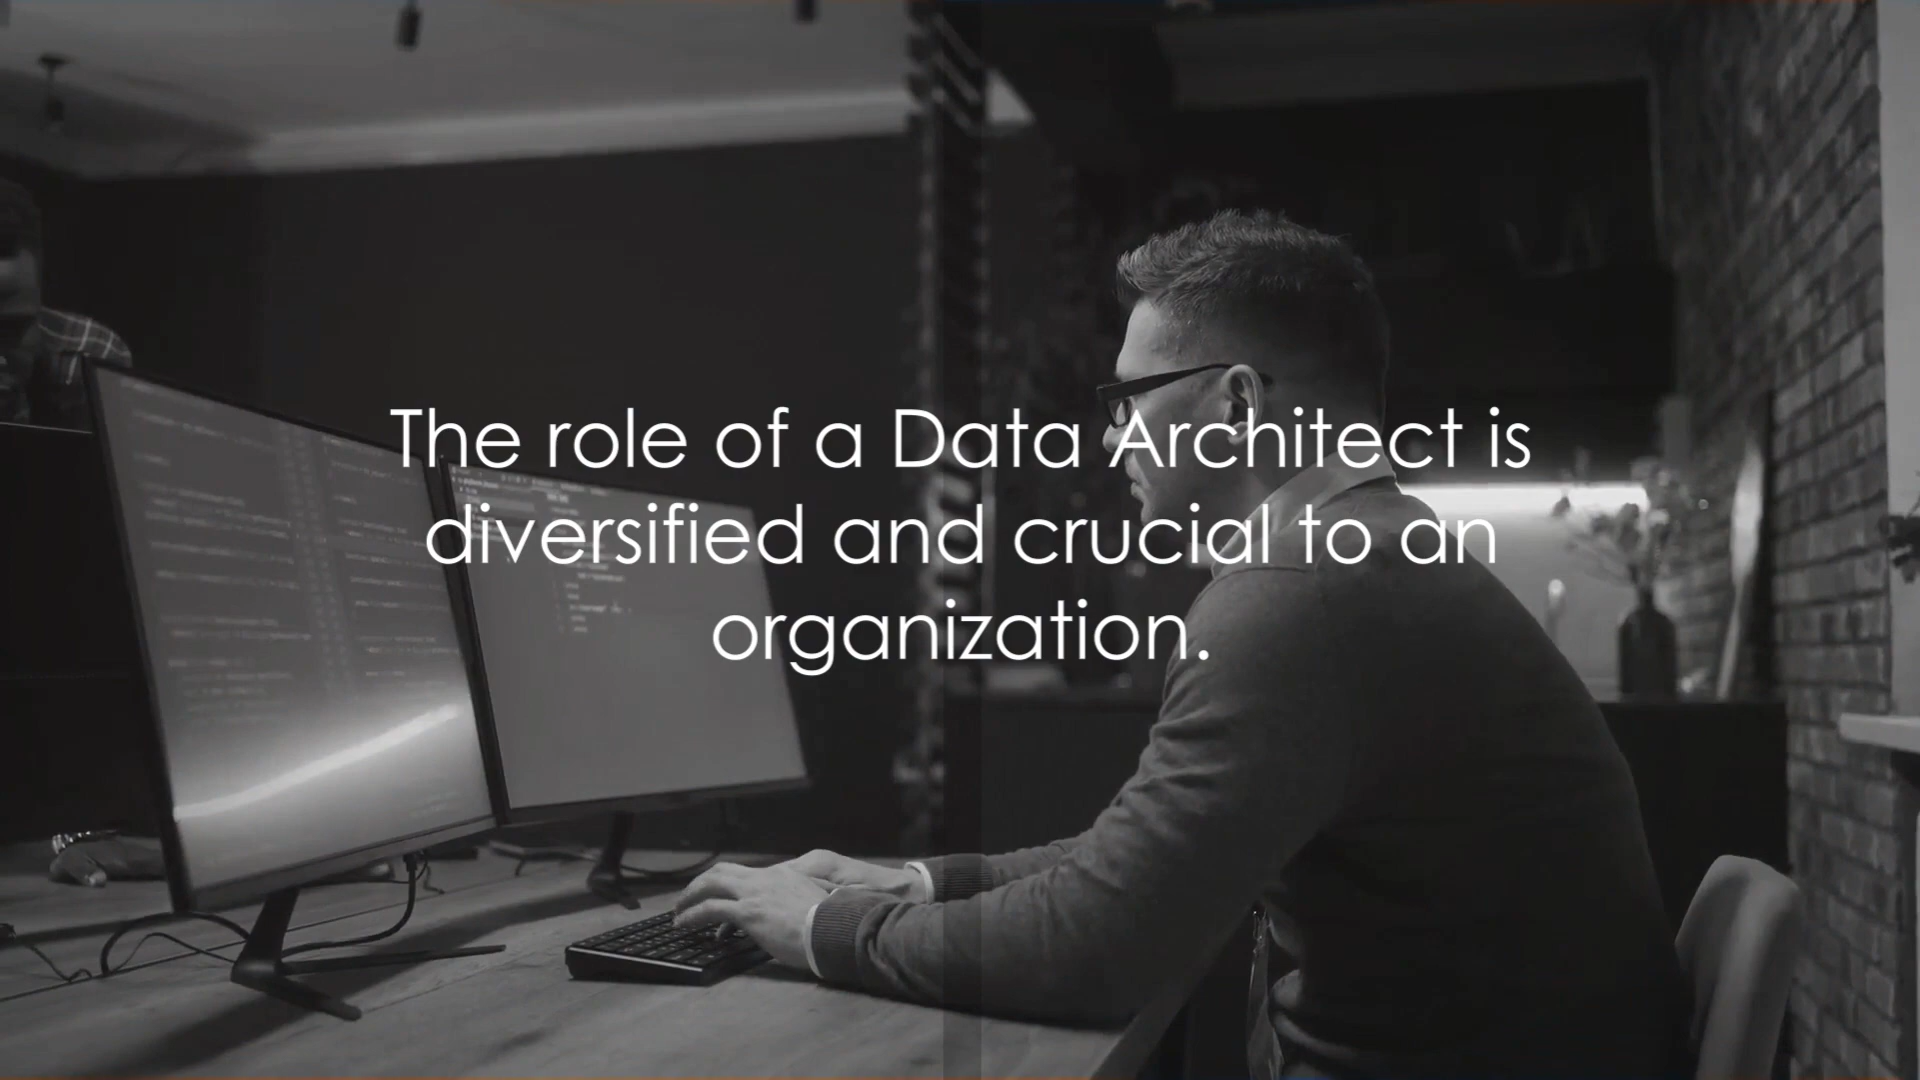 The role of a Data Architect is
diversified and crucial to an
organization.